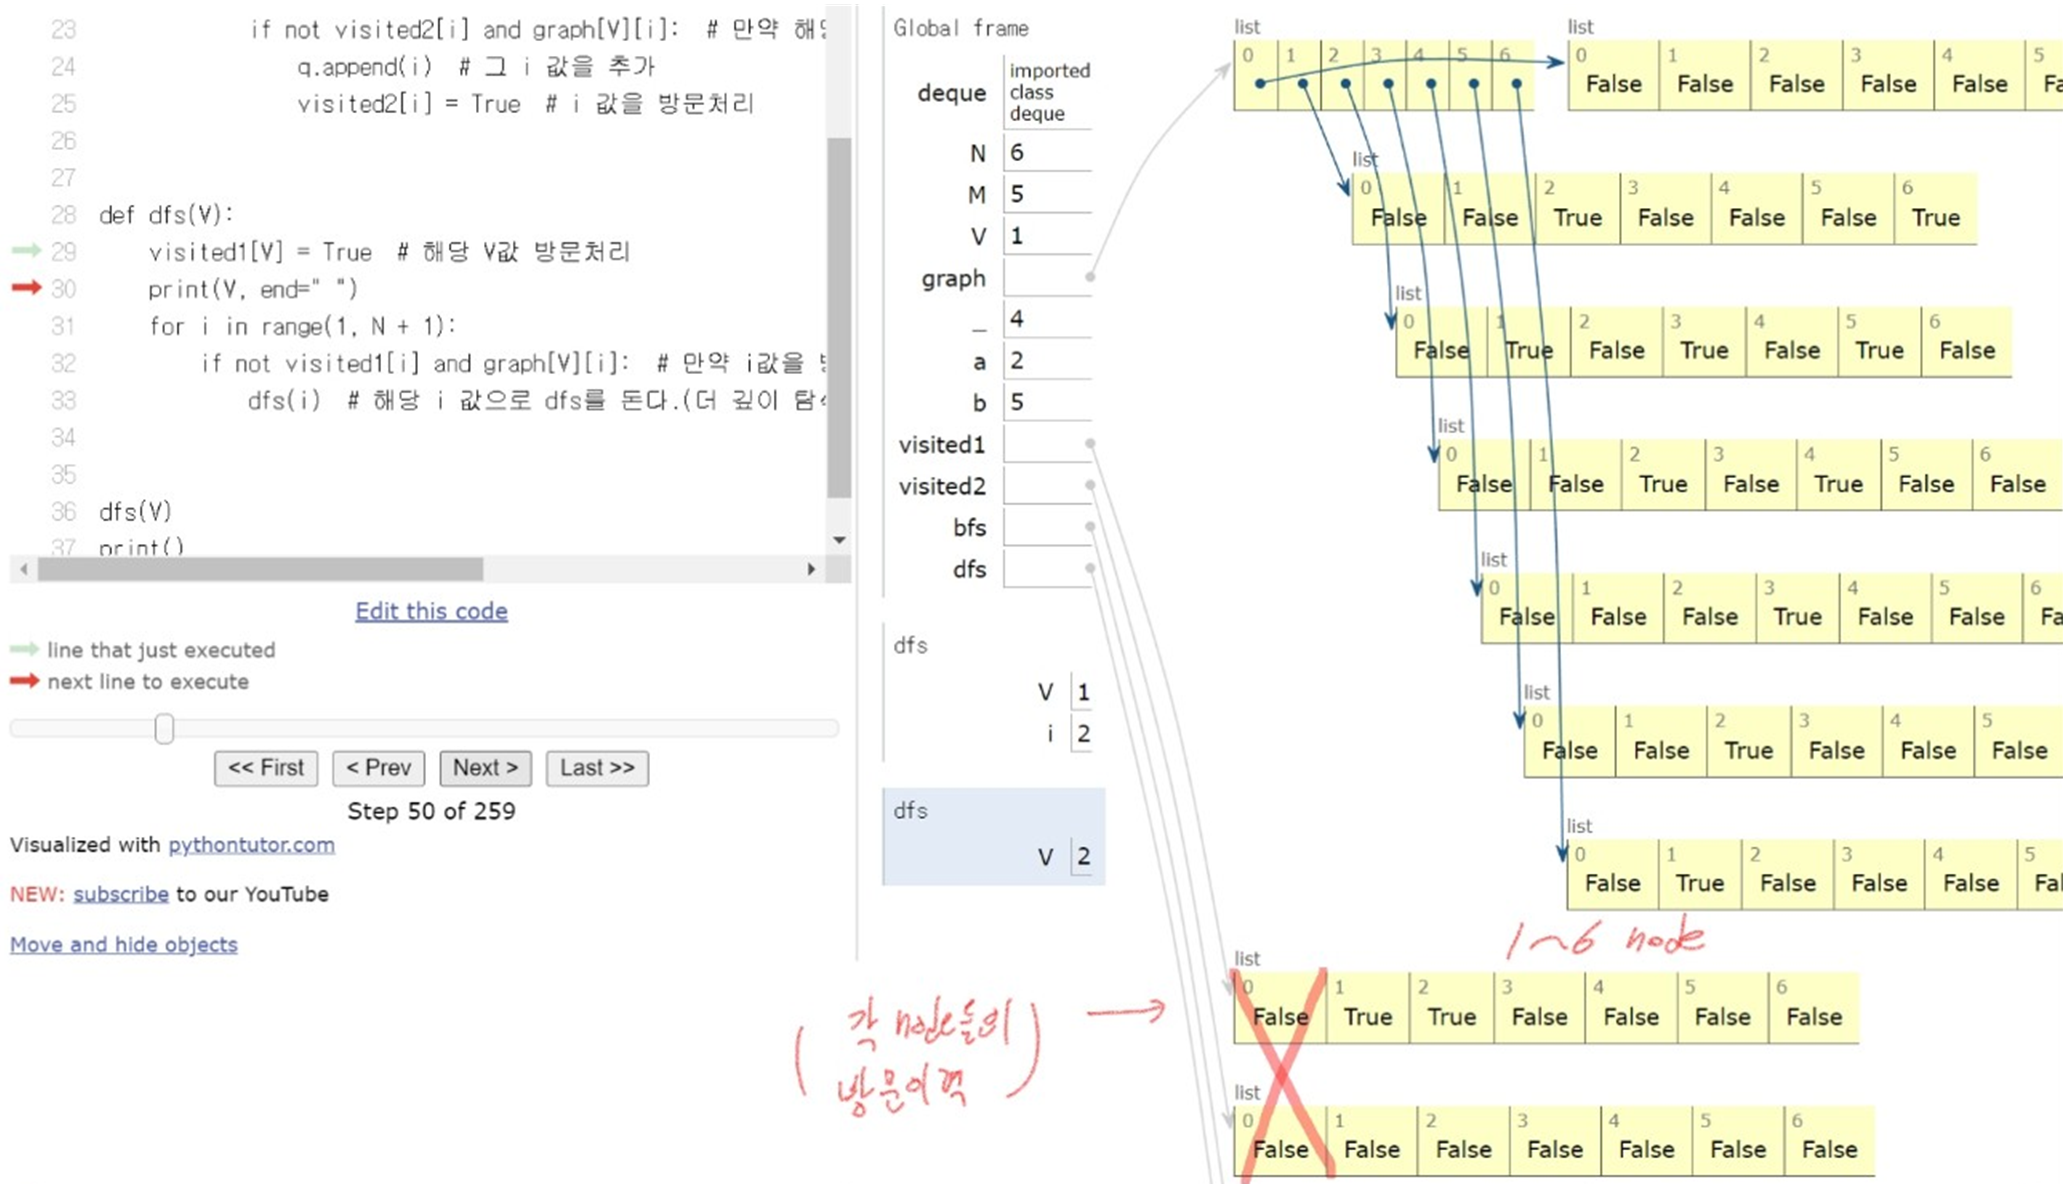 23 if not visited2[i] and graph[V][i]: # 만약 해당
24 q.append(i) # 그 i 값을 추가
25 visited2[i] = True # i 값을 방문처리
26
27
28 def dfs(V):
29 visited1[V] = True # 해당 V값 방문처리
30 print(V, end=" ")
31 for i in range(1, N + 1):
32 if not visited1[i] and graph[V][i]: # 만약 i값을
33 dfs(i) # 해당 i 값으로 dfs를 돈다.(더 깊이 탐
34
35
36 dfs(V)
37 print()
Edit this code
line that just executed
next line to execute
<< First < Prev Next > Last >>
Step 50 of 259
Visualized with pythontutor.com
NEW: subscribe to our YouTube
Move and hide objects
Global frame
deque imported class deque
N 6
M 5
V 1
graph
_ 4
a 2
b 5
visited1
visited2
bfs
dfs
dfs
V 1
i 2
dfs
V 2
list
0 1 2 3 4 5 6
list
0 1 2 3 4 5
False False False False False Fa
list
0 1 2 3 4 5 6
False False True False False False True
list
0 1 2 3 4 5 6
False True False True False True False
list
0 1 2 3 4 5 6
False False True False True False False
list
0 1 2 3 4 5 6
False False False True False False Fa
list
0 1 2 3 4 5
False False True False False False
list
0 1 2 3 4 5
False True False False False Fa
1~6 node
list
0 1 2 3 4 5 6
False True True False False False False
list
0 1 2 3 4 5 6
False False False False False False False
( 각 node들의
방문이력 )